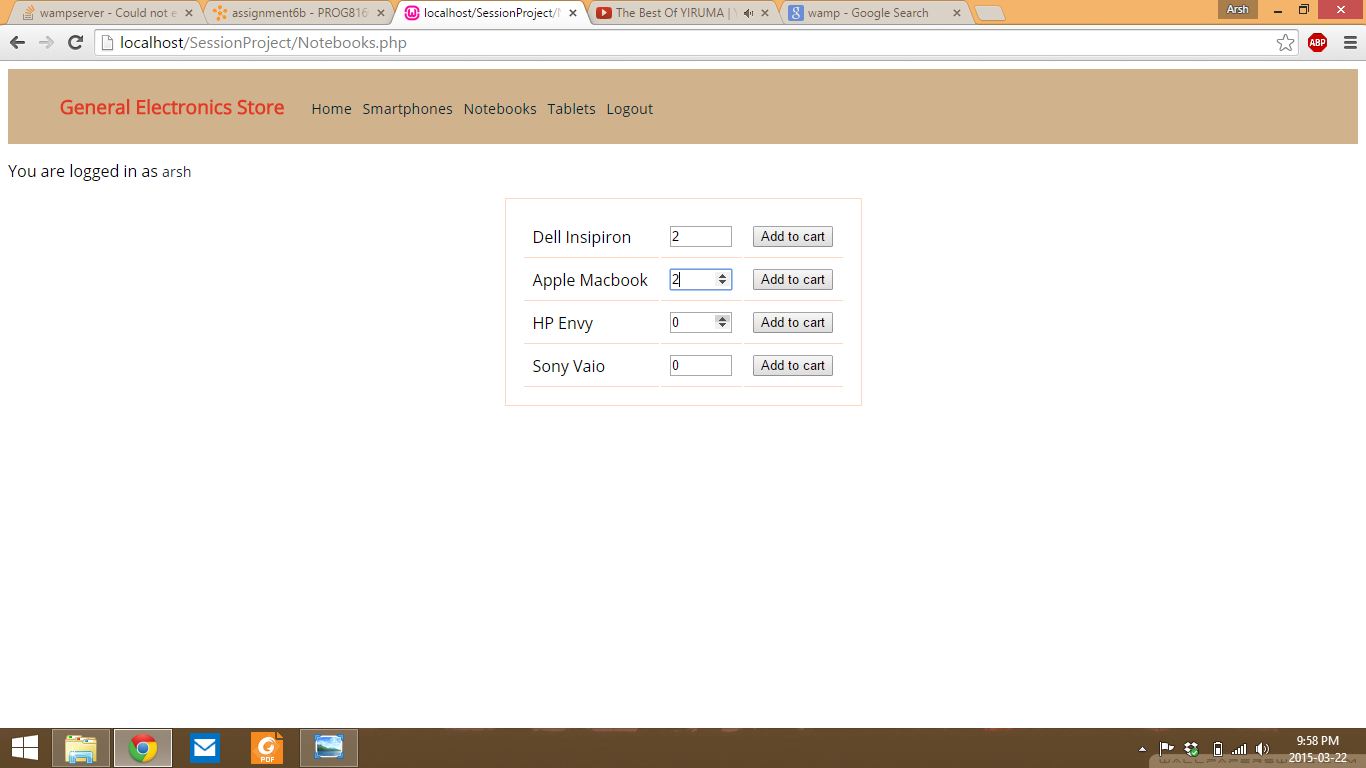 wampserver - Could not e
assignment6b - PROG816
localhost/SessionProject/
The Best Of YIRUMA |
wamp - Google Search
Arsh
localhost/SessionProject/Notebooks.php
ABP
General Electronics Store Home Smartphones Notebooks Tablets Logout
You are logged in as arsh
Dell Insipiron 2 Add to cart
Apple Macbook 2 Add to cart
HP Envy 0 Add to cart
Sony Vaio 0 Add to cart
PDF
9:58 PM
2015-03-22